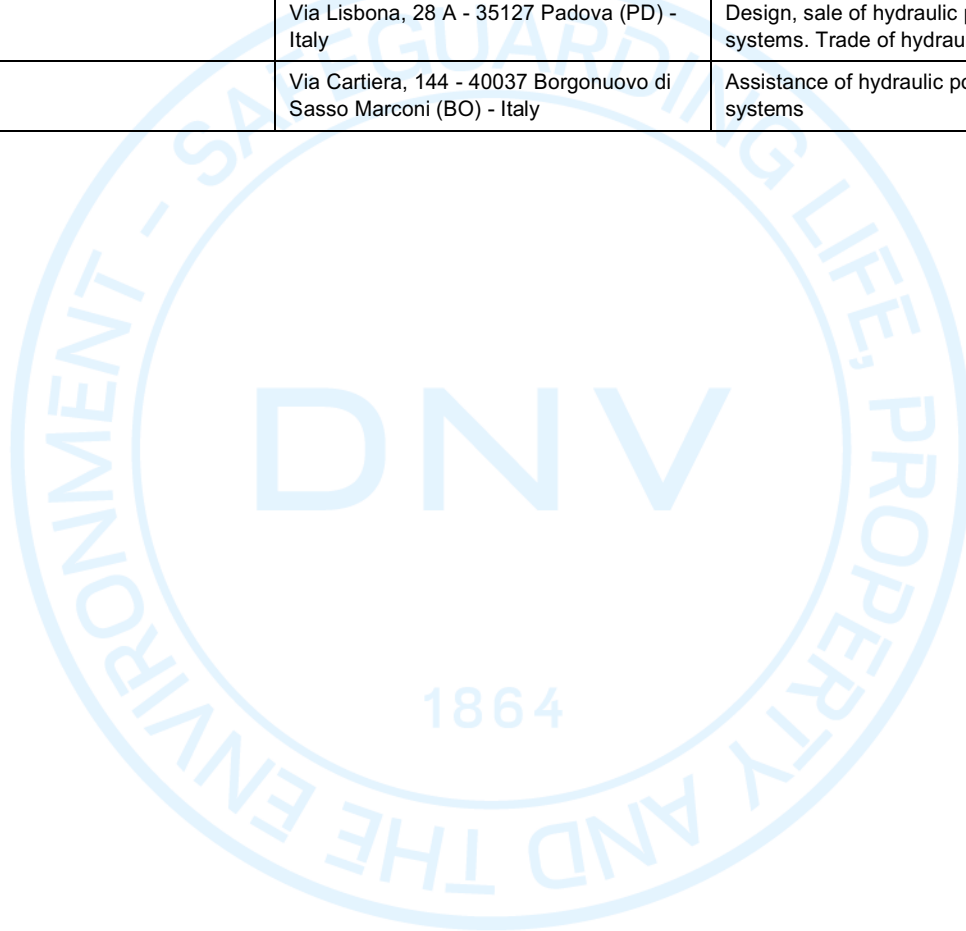 Via Lisbona, 28 A - 35127 Padova (PD) -
Italy
Design, sale of hydraulic
systems. Trade of
Via Cartiera, 144 - 40037 Borgonuovo di
Sasso Marconi (BO) - Italy
Assistance of hydraulic
systems
SAFEGUARDING LIFE, PROPERTY AND THE ENVIRONMENT -
DNV
1864